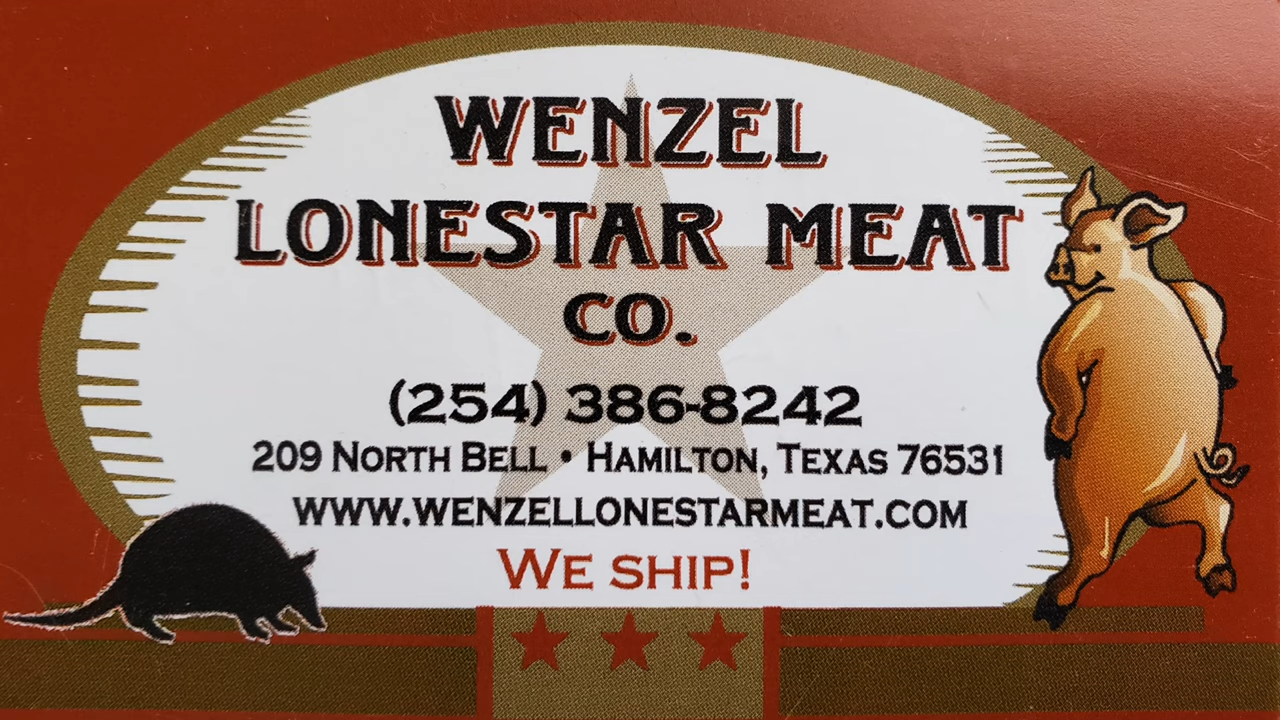 WENZEL
LONESTAR MEAT
CO.
(254) 386-8242
209 NORTH BELL • HAMILTON, TEXAS 76531
WWW.WENZELLONESTARMEAT.COM
WE SHIP!